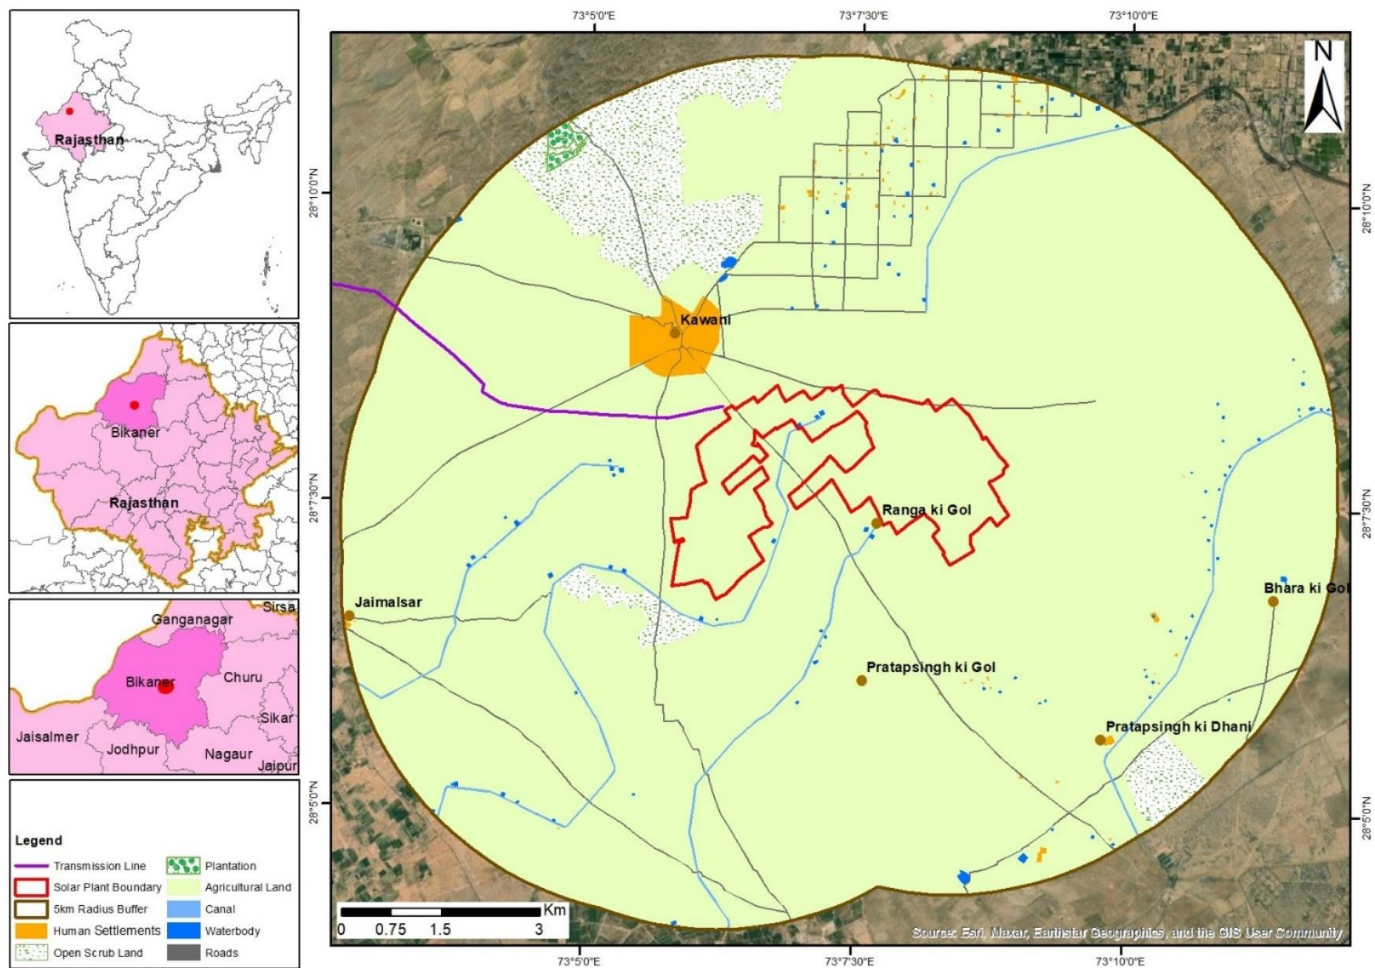 73°5'0"E
73°7'30"E
73°10'0"E
N
Rajasthan
28°10'0"N
28°10'0"N
Kawani
Bikaner
Rajasthan
28°7'30"N
28°7'30"N
Ranga ki Gol
Bhara ki Gol
Jaimalsar
Sirsa
Ganganagar
Bikaner
Churu
Sikar
Jaisalmer
Jodhpur
Nagaur
Jaipur
Pratapsingh ki Gol
Pratapsingh ki Dhani
28°5'0"N
28°5'0"N
Legend
Transmission Line
Plantation
Solar Plant Boundary
Agricultural Land
5km Radius Buffer
Canal
Human Settlements
Waterbody
Open Scrub Land
Roads
Km
0 0.75 1.5 3
Source: Esri, Maxar, Earthstar Geographics, and the GIS User Community
73°5'0"E
73°7'30"E
73°10'0"E